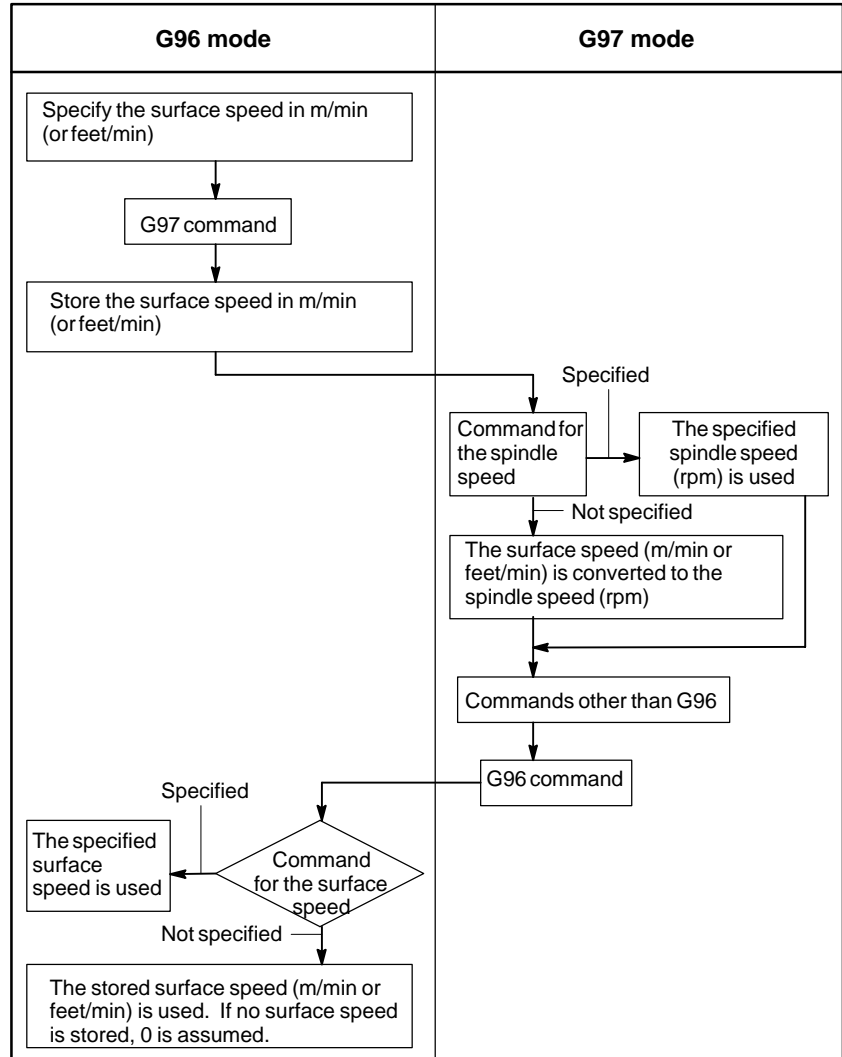 G96 mode
G97 mode
Specify the surface speed in m/min
(or feet/min)
G97 command
Store the surface speed in m/min
(or feet/min)
Specified
Command for
the spindle
speed
The specified
spindle speed
(rpm) is used
Not specified
The surface speed (m/min or
feet/min) is converted to the
spindle speed (rpm)
Commands other than G96
G96 command
Specified
The specified
surface
speed is used
Command
for the surface
speed
Not specified
The stored surface speed (m/min or
feet/min) is used.  If no surface speed
is stored, 0 is assumed.